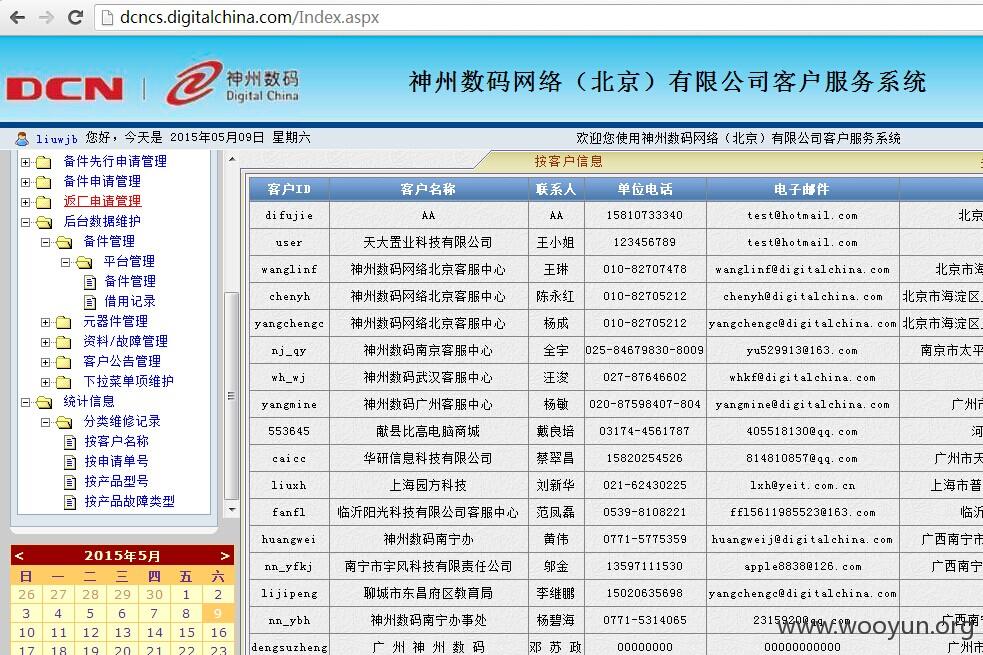 dcncs.digitalchina.com/Index.aspx
DCN
神州数码
Digital China
神州数码网络（北京）有限公司客户服务系统
liuwjb 您好，今天是 2015年05月09日 星期六
欢迎您使用神州数码网络（北京）有限公司客户服务系统
备件先行申请管理
备件申请管理
返厂申请管理
后台数据维护
备件管理
平台管理
备件管理
借用记录
元器件管理
资料/故障管理
客户公告管理
下拉菜单项维护
统计信息
分类维修记录
按客户名称
按申请单号
按产品型号
按产品故障类型
< 2015年5月 >
日 一 二 三 四 五 六
26 27 28 29 30 1 2
3 4 5 6 7 8 9
10 11 12 13 14 15 16
17 18 19 20 21 22 23
按客户信息
客户ID 客户名称 联系人 单位电话 电子邮件
difujie AA AA 15810733340 test@hotmail.com 北京
user 天大置业科技有限公司 王小姐 123456789 test@hotmail.com
wanglinf 神州数码网络北京客服中心 王琳 010-82707478 wanglinf@digitalchina.com 北京市海
chenyh 神州数码网络北京客服中心 陈永红 010-82705212 chenyh@digitalchina.com 北京市海淀区
yangchengc 神州数码网络北京客服中心 杨成 010-82705212 yangchengc@digitalchina.com 北京市海淀区
nj_qy 神州数码南京客服中心 全宇 025-84679830-8009 yu529913@163.com 南京市太平
wh_wj 神州数码武汉客服中心 汪浚 027-87646602 whkf@digitalchina.com
yangmine 神州数码广州客服中心 杨敏 020-87598407-804 yangmine@digitalchina.com 广州市
553645 献县比高电脑商城 戴良培 03174-4561787 405518130@qq.com 河
caicc 华研信息科技有限公司 蔡翠昌 15820254526 814810857@qq.com 广州市天
liuxh 上海园方科技 刘新华 021-62430225 lxh@yeit.com.cn 上海市普
fanfl 临沂阳光科技有限公司客服中心 范凤磊 0539-8108221 ffl5611985523@163.com 临沂
huangwei 神州数码南宁办 黄伟 0771-5775359 huangweij@digitalchina.com 广西南宁市
nn_yfkj 南宁市宇风科技有限责任公司 邬金 13597111530 apple8838@126.com 广西南宁
lijipeng 聊城市东昌府区教育局 李继鹏 15020635698 yangchengc@digitalchina.com
nn_ybh 神州数码南宁办事处 杨碧海 0771-5314065 2315920@qq.com 广西南
dengsuzheng 广 州 神 州 数 码 邓 苏 政 00000000 00000000000 广州市
www.wooyun.org